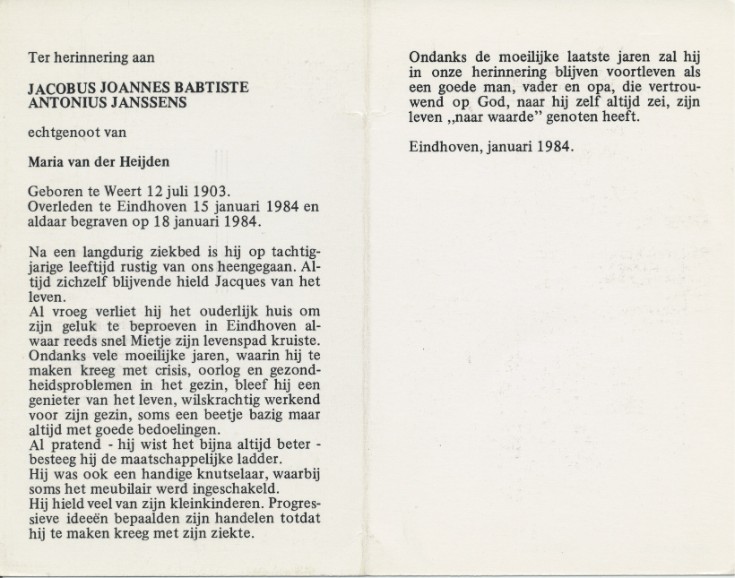 Ter herinnering aan
JACOBUS JOANNES BABTISTE
ANTONIUS JANSSENS
echtgenoot van
Maria van der Heijden
Geboren te Weert 12 juli 1903.
Overleden te Eindhoven 15 januari 1984 en
aldaar begraven op 18 januari 1984.
Na een langdurig ziekbed is hij op tachtig-
jarige leeftijd rustig van ons heengegaan. Al-
tijd zichzelf blijvende hield Jacques van het
leven.
Al vroeg verliet hij het ouderlijk huis om
zijn geluk te beproeven in Eindhoven al-
waar reeds snel Mietje zijn levenspad kruiste.
Ondanks vele moeilijke jaren, waarin hij te
maken kreeg met crisis, oorlog en gezond-
heidsproblemen in het gezin, bleef hij een
genieter van het leven, wilskrachtig werkend
voor zijn gezin, soms een beetje bazig maar
altijd met goede bedoelingen.
Al pratend - hij wist het bijna altijd beter -
besteeg hij de maatschappelijke ladder.
Hij was ook een handige knutselaar, waarbij
soms het meubilair werd ingeschakeld.
Hij hield veel van zijn kleinkinderen. Progres-
sieve ideeën bepaalden zijn handelen totdat
hij te maken kreeg met zijn ziekte.
Ondanks de moeilijke laatste jaren zal hij
in onze herinnering blijven voortleven als
een goede man, vader en opa, die vertrou-
wend op God, naar hij zelf altijd zei, zijn
leven „naar waarde" genoten heeft.
Eindhoven, januari 1984.